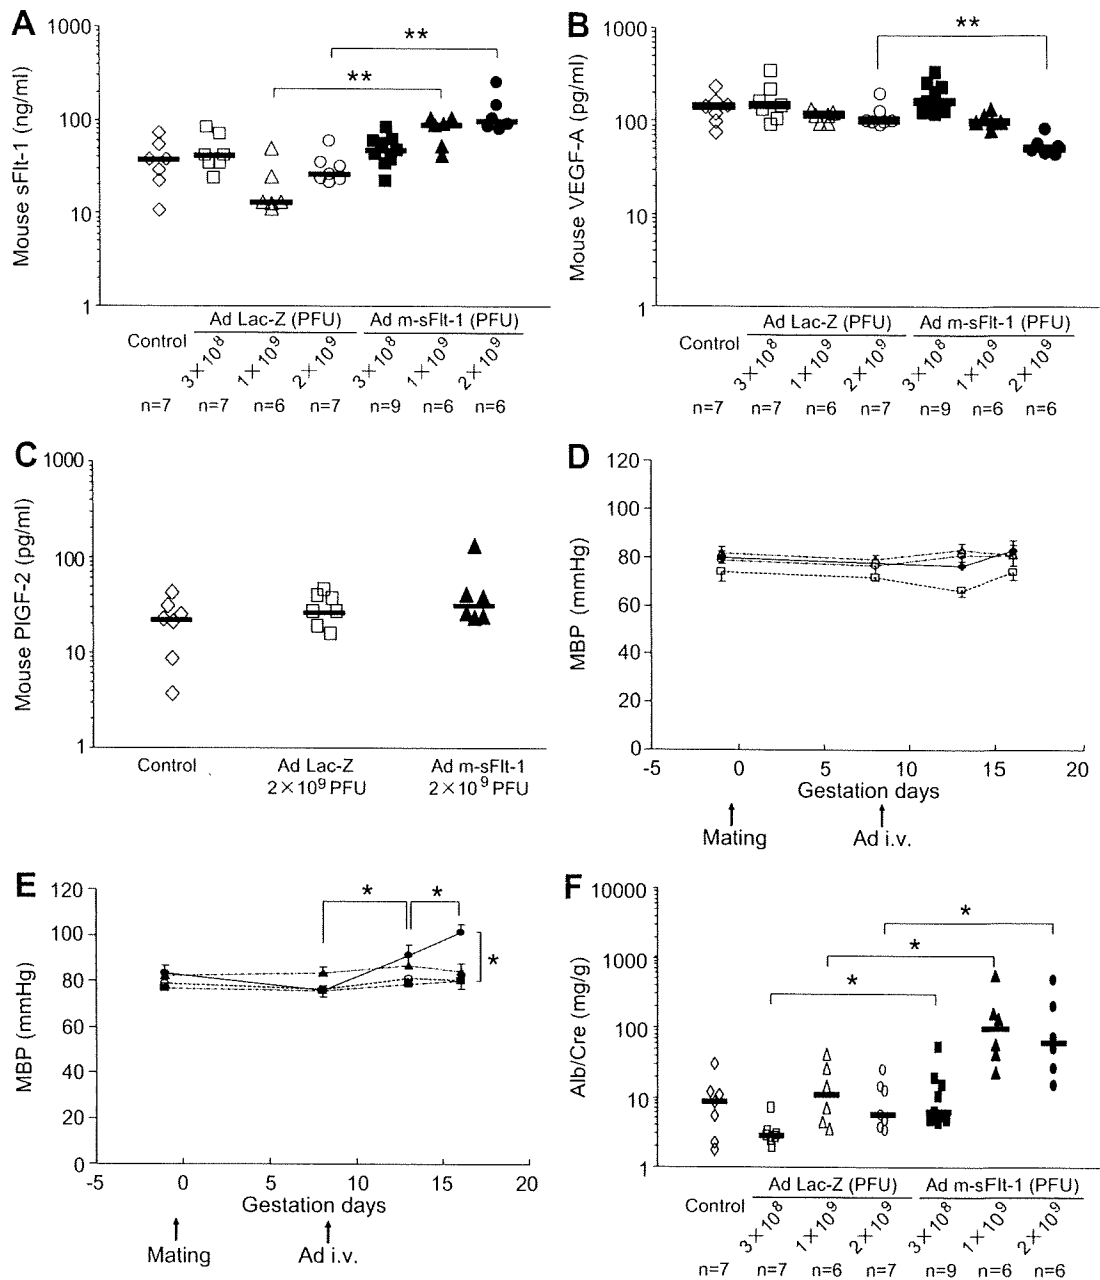 A
1000
100
10
1
Mouse sFlt-1 (ng/ml)
**
**
Control
Ad Lac-Z (PFU)
Ad m-sFlt-1 (PFU)
3×10⁸
1×10⁹
2×10⁹
3×10⁸
1×10⁹
2×10⁹
n=7
n=7
n=6
n=7
n=9
n=6
n=6
B
1000
100
10
1
Mouse VEGF-A (pg/ml)
**
Control
Ad Lac-Z (PFU)
Ad m-sFlt-1 (PFU)
3×10⁸
1×10⁹
2×10⁹
3×10⁸
1×10⁹
2×10⁹
n=7
n=7
n=6
n=7
n=9
n=6
n=6
C
1000
100
10
1
Mouse PlGF-2 (pg/ml)
Control
Ad Lac-Z
2×10⁹ PFU
Ad m-sFlt-1
2×10⁹ PFU
D
120
100
80
60
40
20
0
MBP (mmHg)
-5 0 5 10 15 20
Gestation days
Mating
Ad i.v.
E
120
100
80
60
40
20
0
MBP (mmHg)
*
*
*
-5 0 5 10 15 20
Gestation days
Mating
Ad i.v.
F
10000
1000
100
10
1
Alb/Cre (mg/g)
*
*
*
Control
Ad Lac-Z (PFU)
Ad m-sFlt-1 (PFU)
3×10⁸
1×10⁹
2×10⁹
3×10⁸
1×10⁹
2×10⁹
n=7
n=7
n=6
n=7
n=9
n=6
n=6